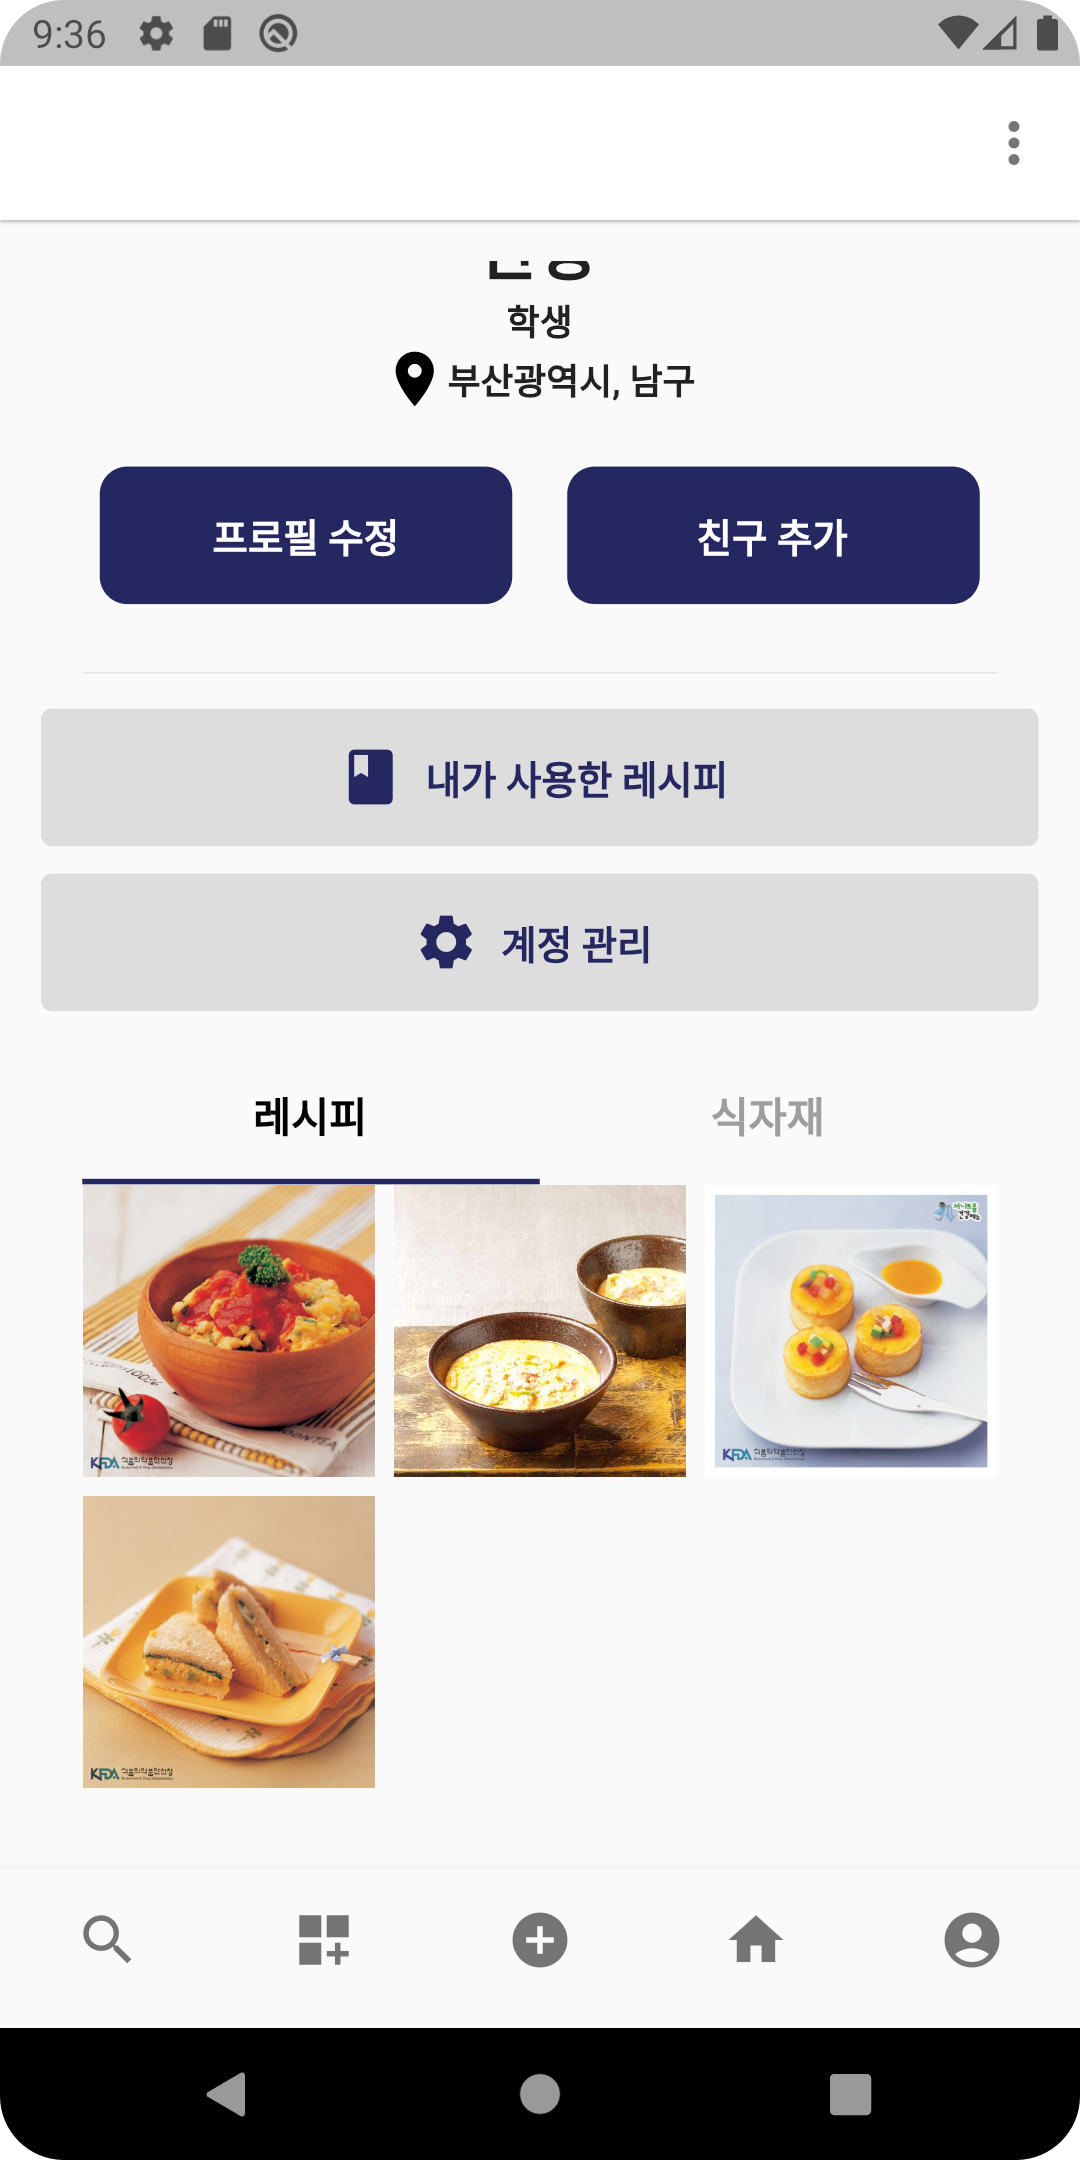 9:36
학생
부산광역시, 남구
프로필 수정
친구 추가
내가 사용한 레시피
계정 관리
레시피
식자재
KFDA 식품의약품안전청
KFDA 식품의약품안전청
KFDA 식품의약품안전청